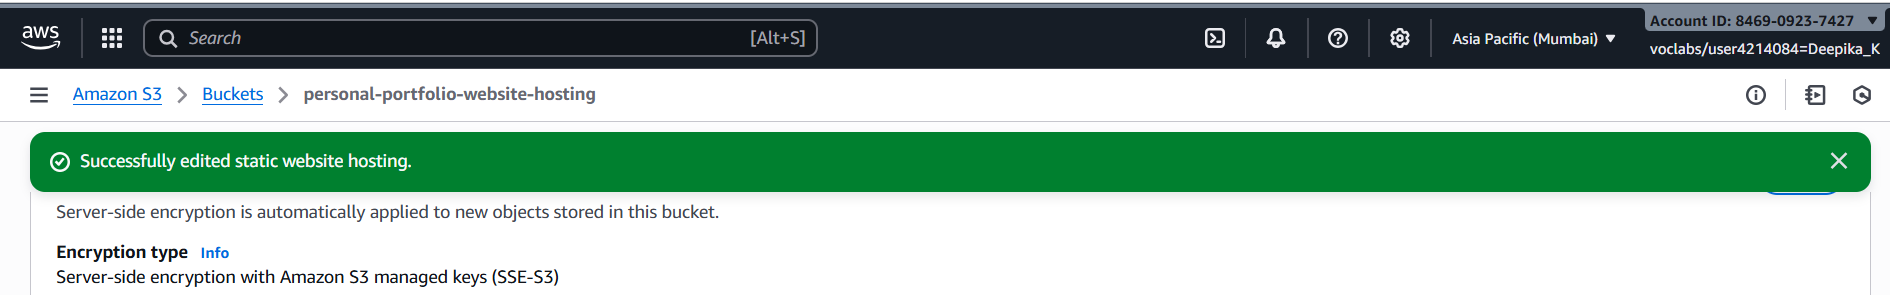 aws
Search [Alt+S]
Asia Pacific (Mumbai)
Account ID: 8469-0923-7427
voclabs/user4214084=Deepika_K
Amazon S3 > Buckets > personal-portfolio-website-hosting
Successfully edited static website hosting.
Server-side encryption is automatically applied to new objects stored in this bucket.
Encryption type Info
Server-side encryption with Amazon S3 managed keys (SSE-S3)